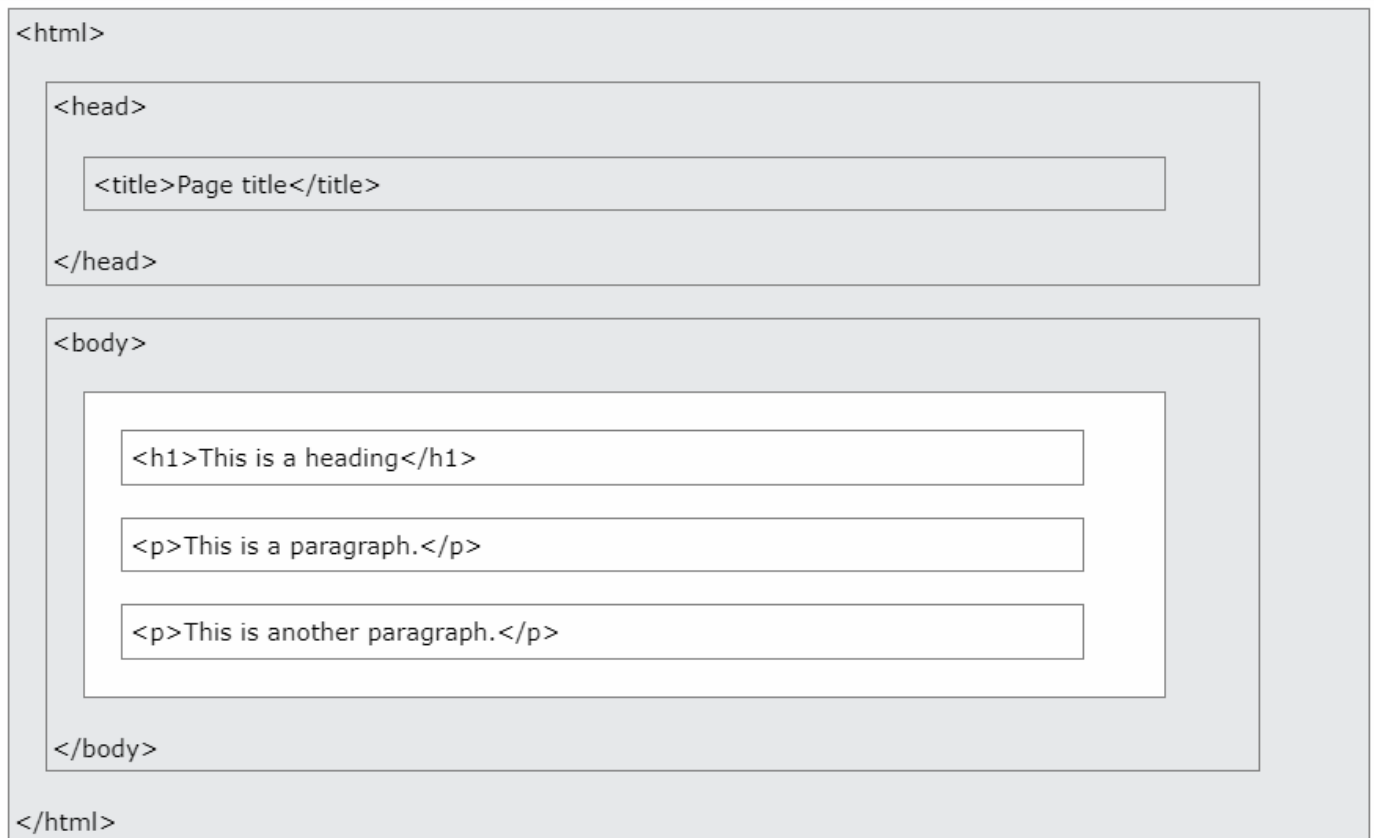 <html>
<head>
<title>Page title</title>
</head>
<body>
<h1>This is a heading</h1>
<p>This is a paragraph.</p>
<p>This is another paragraph.</p>
</body>
</html>